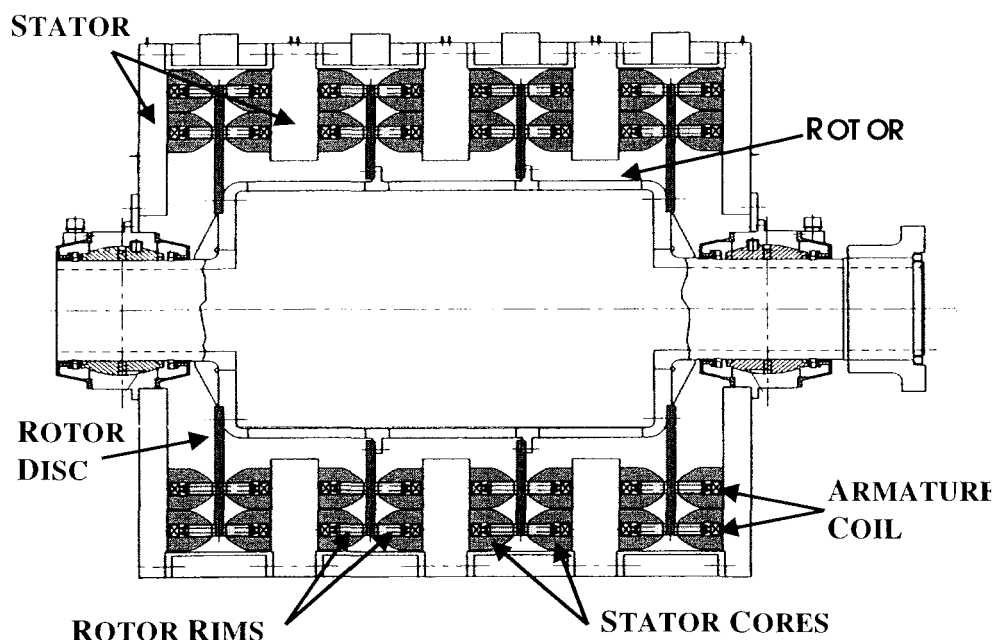 STATOR
ROTOR
ROTOR
DISC
ARMATURE
COIL
ROTOR RIMS
STATOR CORES